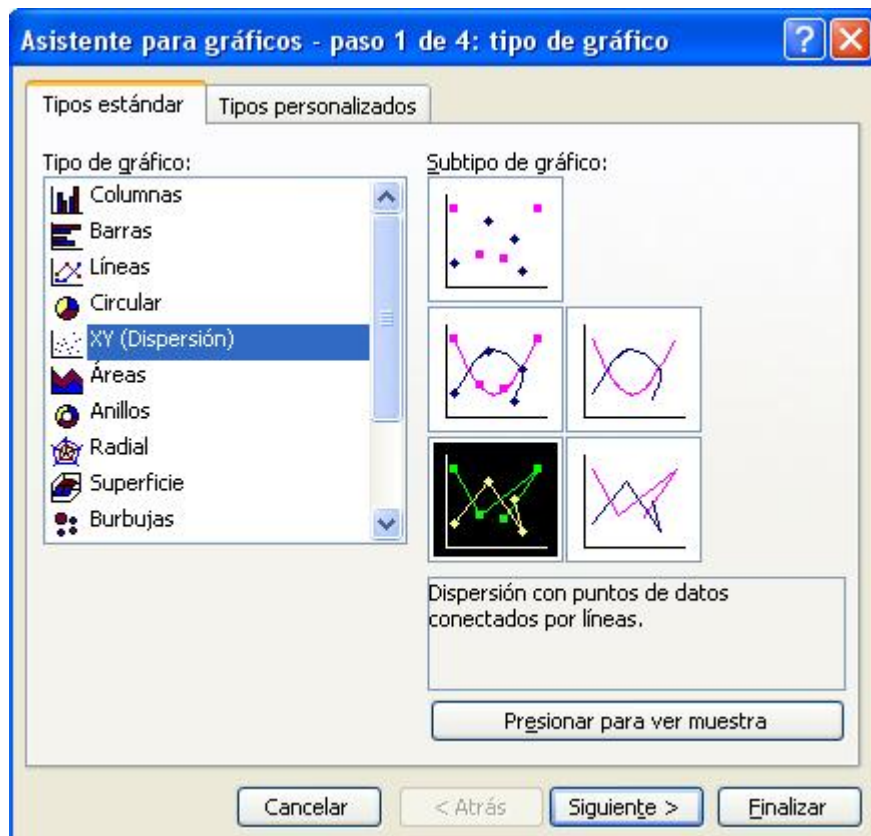 Asistente para gráficos - paso 1 de 4: tipo de gráfico
Tipos estándar
Tipos personalizados
Tipo de gráfico:
Columnas
Barras
Líneas
Circular
XY (Dispersión)
Áreas
Anillos
Radial
Superficie
Burbujas
Subtipo de gráfico:
Dispersión con puntos de datos
conectados por líneas.
Presionar para ver muestra
Cancelar
< Atrás
Siguiente >
Finalizar